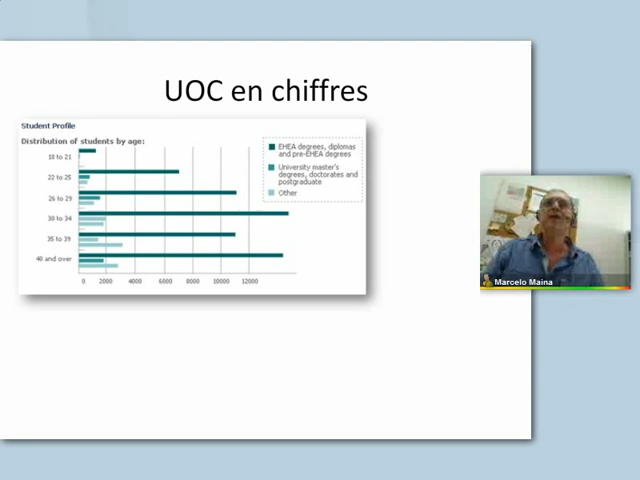 UOC en chiffres
Student Profile
Distribution of students by age:
EHEA degrees, diplomas
and pre-EHEA degrees
University master's
degrees, doctorates and
postgraduate
Other
18 to 21
22 to 25
26 to 29
30 to 34
35 to 39
40 and over
0 2000 4000 6000 8000 10000 12000
Marcelo Maina